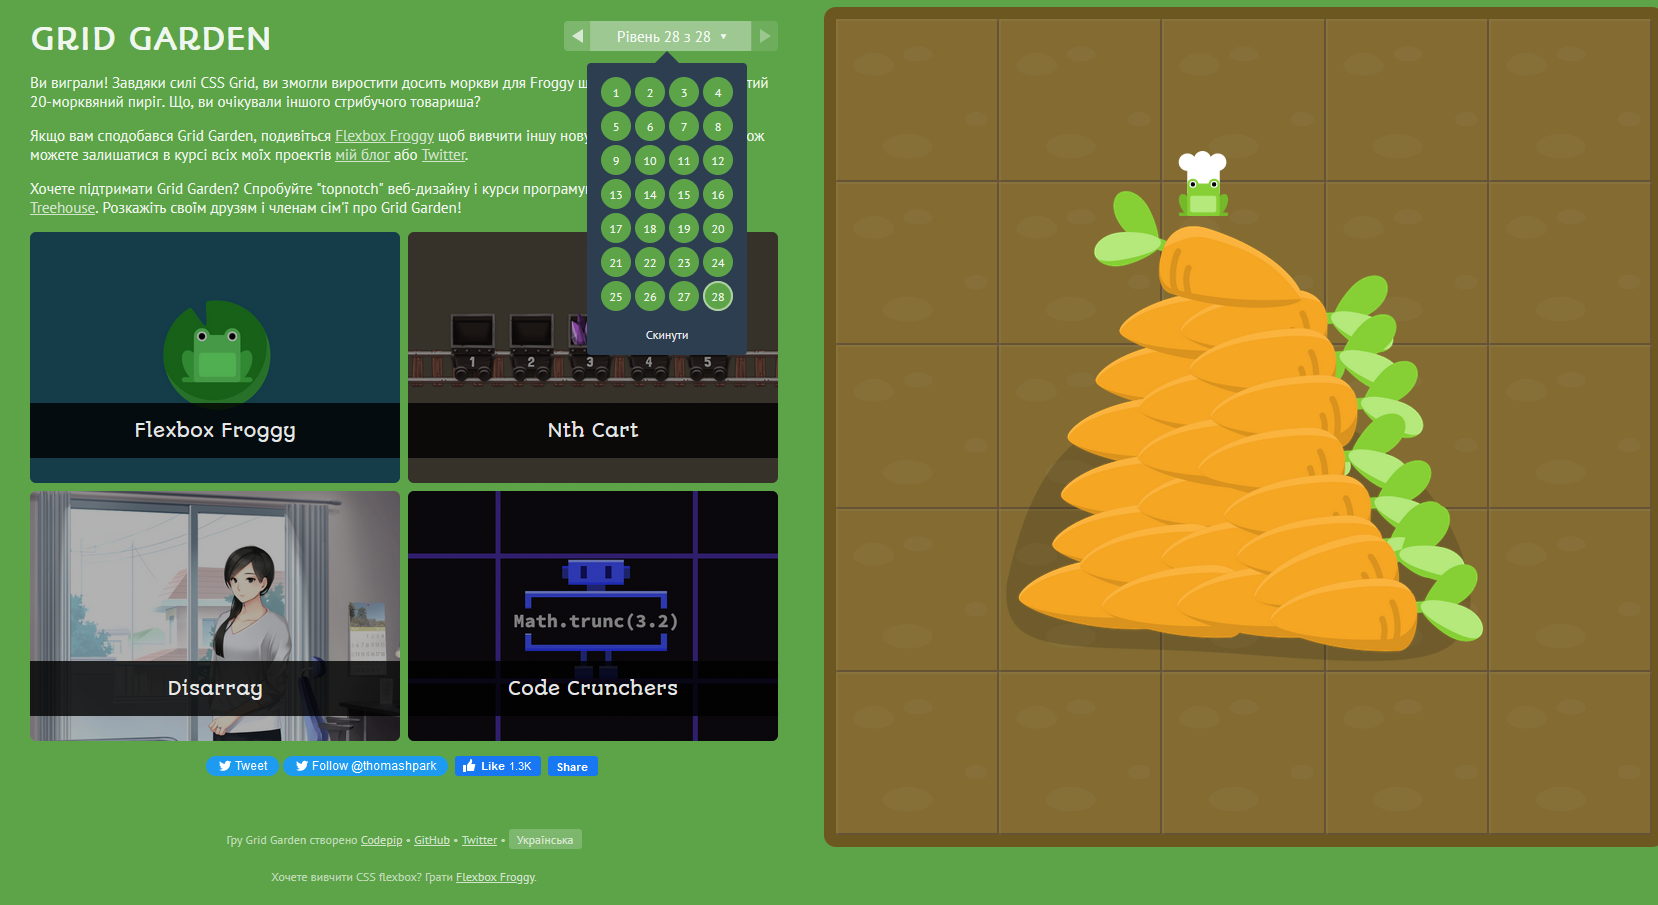 GRID GARDEN
Рівень 28 з 28
Ви виграли! Завдяки силі CSS Grid, ви змогли виростити досить моркви для Froggy
20-морквяний пиріг. Що, ви очікували іншого стрибучого товариша?
Якщо вам сподобався Grid Garden, подивіться Flexbox Froggy щоб вивчити іншу
можете залишатися в курсі всіх моїх проектів мій блог або Twitter.
Хочете підтримати Grid Garden? Спробуйте "topnotch" веб-дизайну і курси
Treehouse. Розкажіть своїм друзям і членам сім'ї про Grid Garden!
1 2 3 4
5 6 7 8
9 10 11 12
13 14 15 16
17 18 19 20
21 22 23 24
25 26 27 28
Скинути
1 2 3 4 5
Flexbox Froggy
Nth Cart
Math.trunc(3.2)
Disarray
Code Crunchers
Tweet
Follow @thomashpark
Like 1.3K
Share
Гру Grid Garden створено Codepip • GitHub • Twitter • Українська
Хочете вивчити CSS flexbox? Грати Flexbox Froggy.